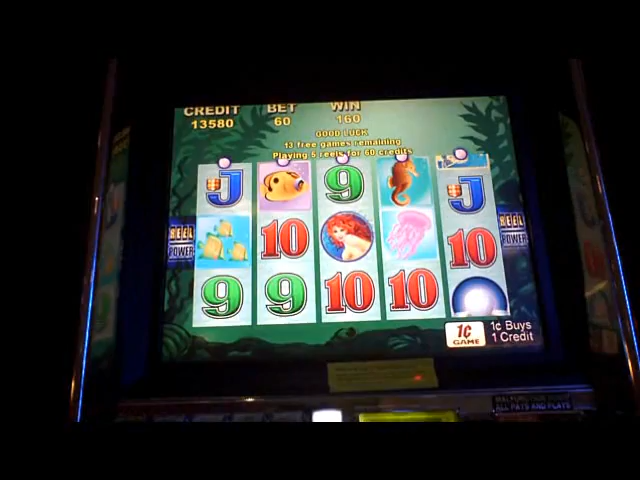 CREDIT BET WIN
13580 60 160
GOOD LUCK
13 free games remaining
Playing 5 reels for 60 credits
J 9 J
REEL POWER 10 10 REEL POWER
9 9 10 10
1¢ GAME 1¢ Buys 1 Credit
ALL PAYS AND PLAYS